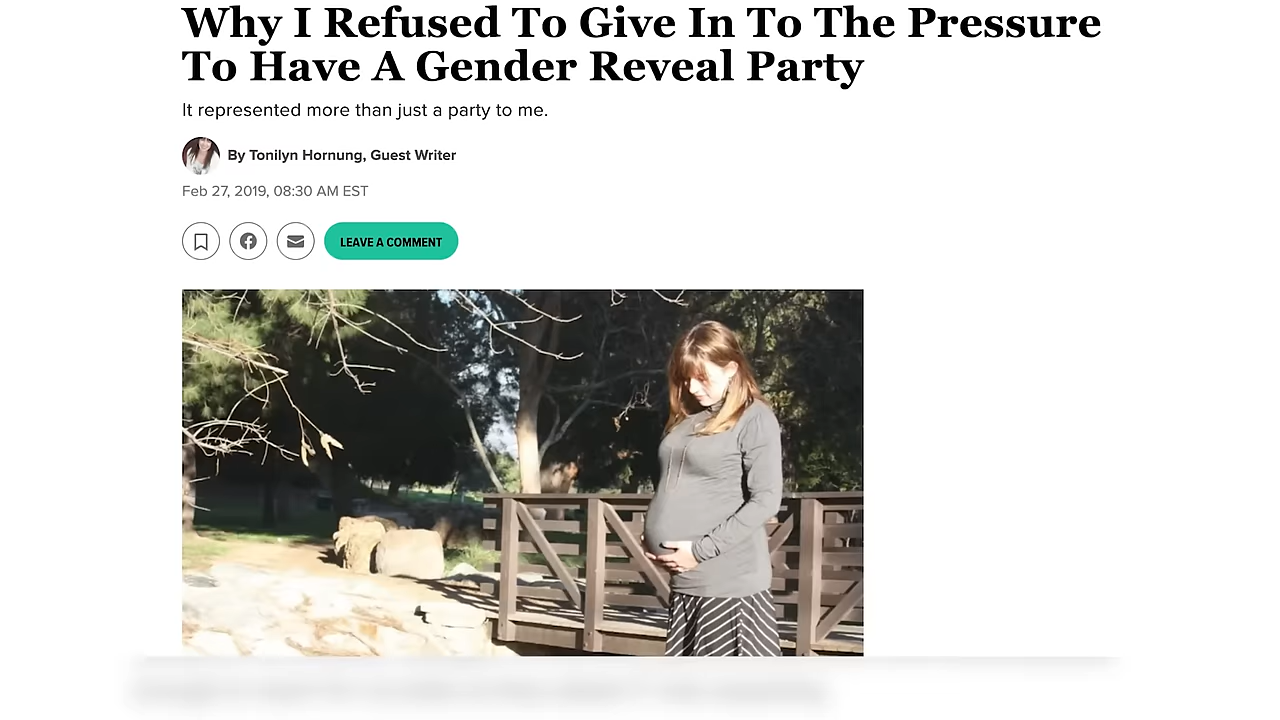 Why I Refused To Give In To The Pressure
To Have A Gender Reveal Party
It represented more than just a party to me.
By Tonilyn Hornung, Guest Writer
Feb 27, 2019, 08:30 AM EST
LEAVE A COMMENT